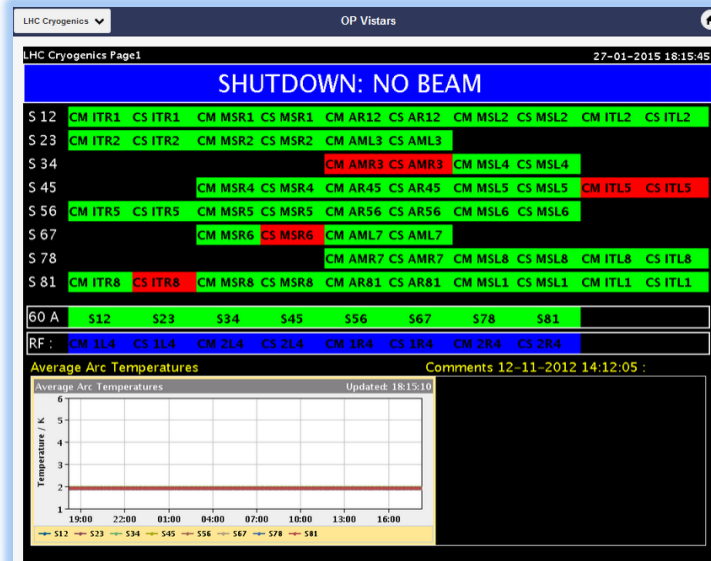 LHC Cryogenics
OP Vistars
LHC Cryogenics Page1 27-01-2015 18:15:45
SHUTDOWN: NO BEAM
S 12 CM ITR1 CS ITR1 CM MSR1 CS MSR1 CM AR12 CS AR12 CM MSL2 CS MSL2 CM ITL2 CS ITL2
S 23 CM ITR2 CS ITR2 CM MSR2 CS MSR2 CM AML3 CS AML3
S 34 CM AMR3 CS AMR3 CM MSL4 CS MSL4
S 45 CM MSR4 CS MSR4 CM AR45 CS AR45 CM MSL5 CS MSL5 CM ITL5 CS ITL5
S 56 CM ITR5 CS ITR5 CM MSR5 CS MSR5 CM AR56 CS AR56 CM MSL6 CS MSL6
S 67 CM MSR6 CS MSR6 CM AML7 CS AML7
S 78 CM AMR7 CS AMR7 CM MSL8 CS MSL8 CM ITL8 CS ITL8
S 81 CM ITR8 CS ITR8 CM MSR8 CS MSR8 CM AR81 CS AR81 CM MSL1 CS MSL1 CM ITL1 CS ITL1
60 A S12 S23 S34 S45 S56 S67 S78 S81
RF : CM 1L4 CS 1L4 CM 2L4 CS 2L4 CM 1R4 CS 1R4 CM 2R4 CS 2R4
Average Arc Temperatures
Comments 12-11-2012 14:12:05 :
Average Arc Temperatures Updated: 18:15:10
Temperature / K
6
5
4
3
2
1
19:00 22:00 01:00 04:00 07:00 10:00 13:00 16:00
S12 S23 S34 S45 S56 S67 S78 S81